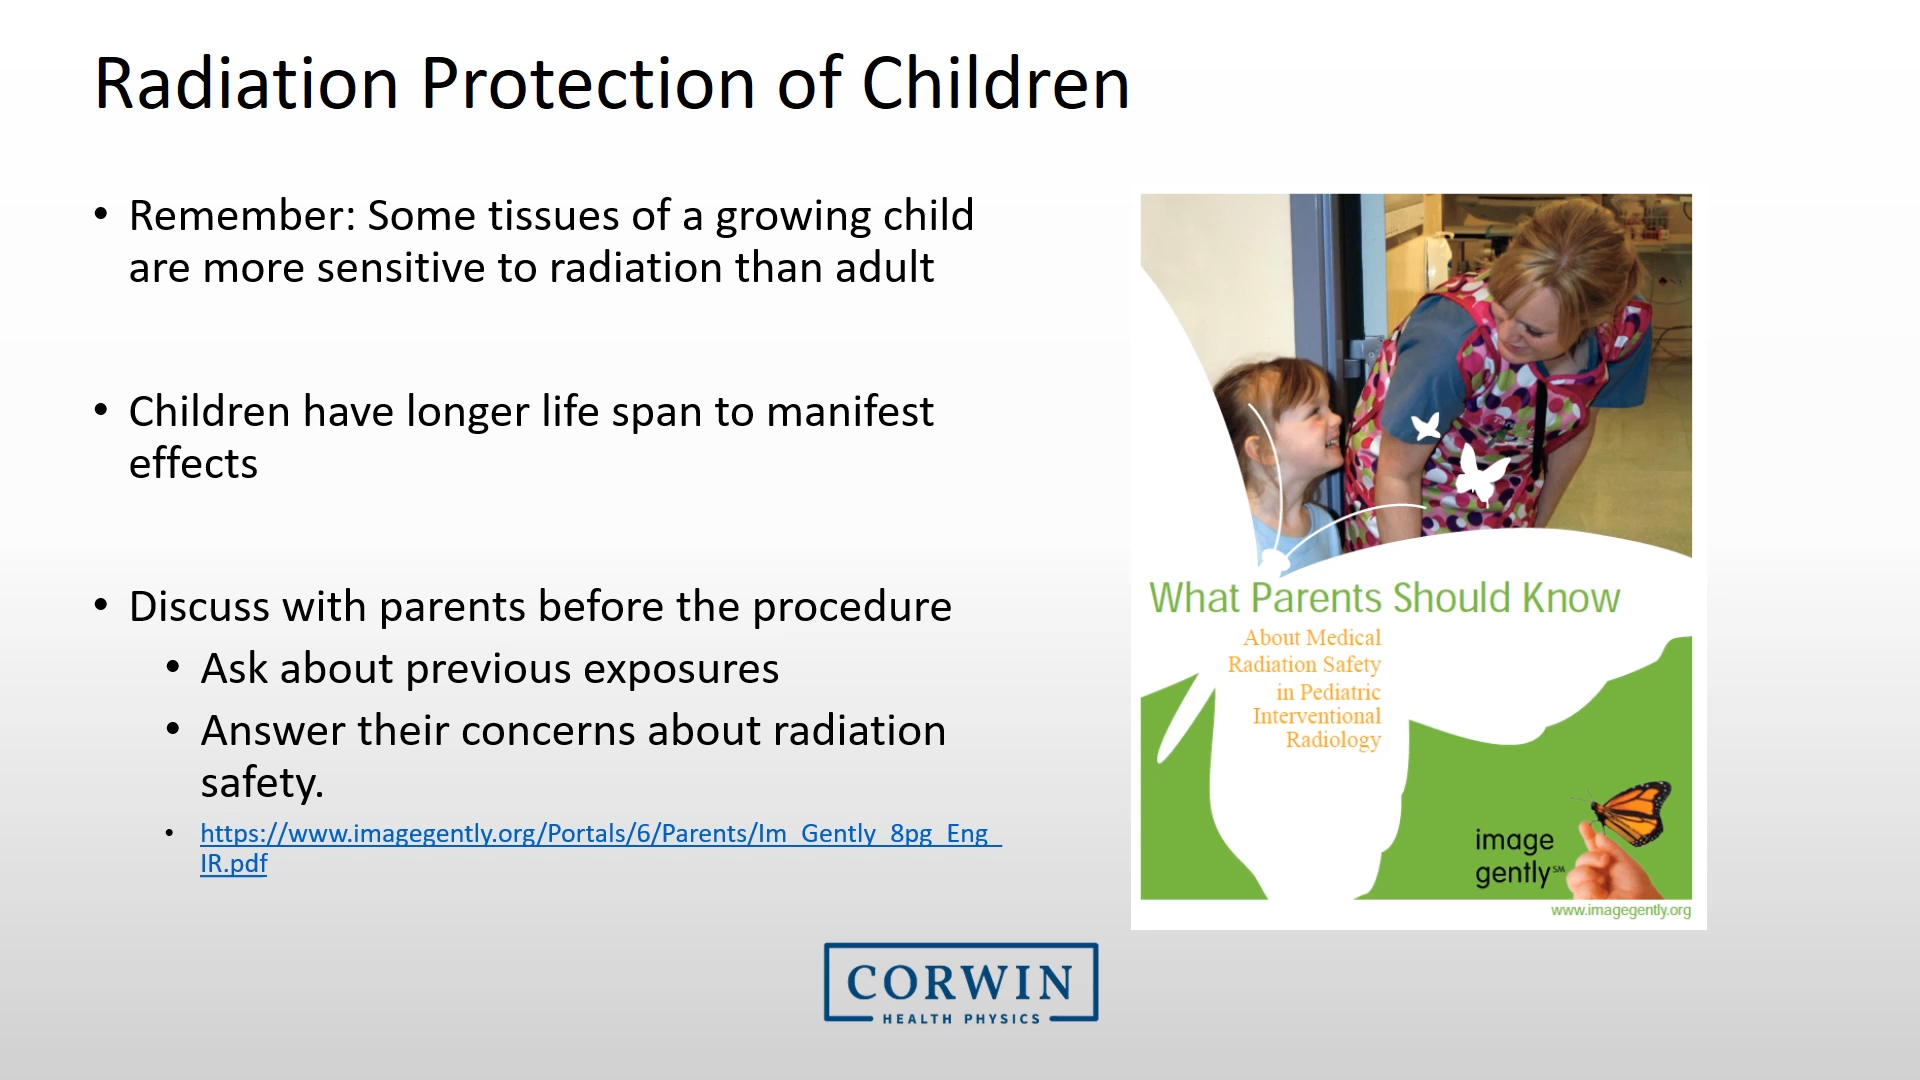 Radiation Protection of Children
• Remember: Some tissues of a growing child
are more sensitive to radiation than adult
• Children have longer life span to manifest
effects
• Discuss with parents before the procedure
• Ask about previous exposures
• Answer their concerns about radiation
safety.
• https://www.imagegently.org/Portals/6/Parents/Im_Gently_8pg_Eng_
IR.pdf
What Parents Should Know
About Medical
Radiation Safety
in Pediatric
Interventional
Radiology
image
gently℠
www.imagegently.org
CORWIN
HEALTH PHYSICS